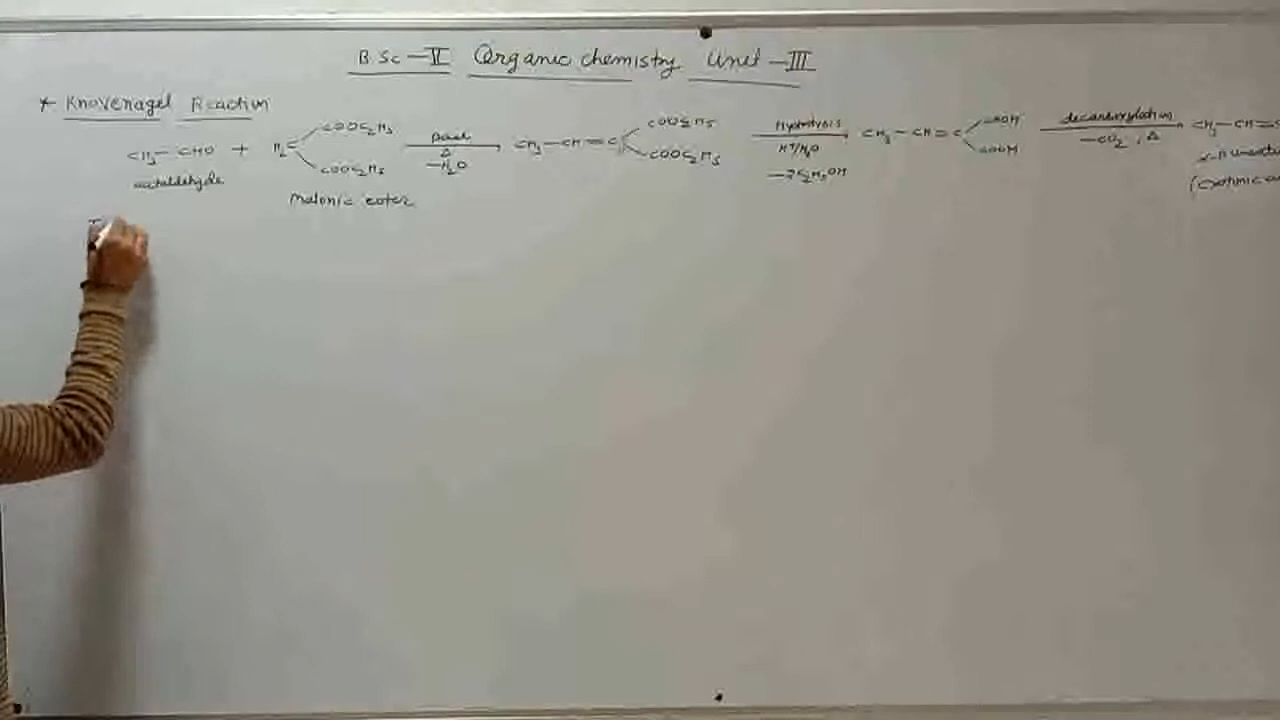 B.Sc-V Organic chemistry Unit-III
* Knovenagel Reaction
COOC2H5 COOC2H5 Hydrolysis COOH decarboxylation
CH3-CHO + H2C Base CH3-CH=C H+/H2O CH3-CH=C -CO2, Δ CH3-CH=C
Δ -H2O
COOC2H5 COOC2H5 -2C2H5OH COOH
acetaldehyde
Malonic ester